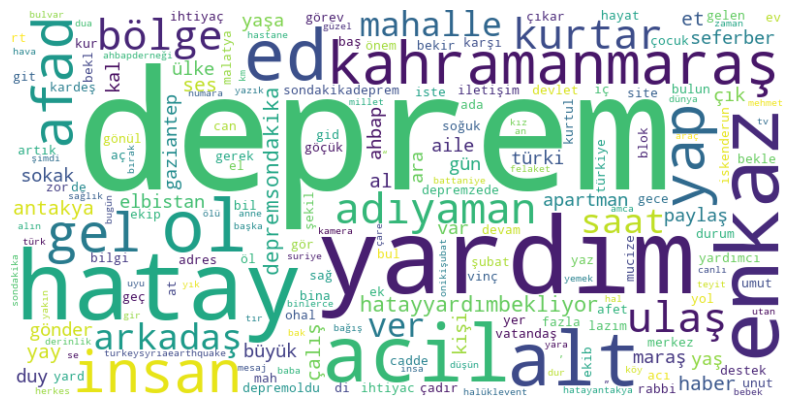 deprem
yardım
hatay
acil
enkaz
kahramanmaraş
alt
insan
gel
ol
ed
yap
kurtar
afad
bölge
mahalle
adıyaman
arkadaş
ulaş
ver
saat
hatayyardımbekliyor
depremsondakika
antakya
gaziantep
elbistan
apartman
paylaş
seferber
gönder
büyük
haber
duy
yay
aile
ahbap
türki
gün
ara
al
var
kişi
çalış
maraş
yaş
destek
unut
umut
rabbi
acı
lazım
merkez
yol
afet
fazla
durum
yardımcı
mucize
vinç
şubat
devam
yaz
yemek
onikişubat
kamera
suriye
bul
çare
sağ
bina
binlerce
ohal
ek
ihtiyac
çadır
cadde
vatandaş
yer
mesaj
baba
bağış
bak
düşün
haluklevent
depremoldu
di
mah
turkeysyriaearthquake
yard
se
herkes
derinlik
geç
at
tır
uyu
yık
gir
yakın
sondakika
türk
bilgi
adres
öl
gör
şekil
ekip
bil
ölü
anne
başka
bugün
sağlık
alın
zor
de
sokak
artık
şimdi
gönül
aç
gerek
el
can
bırak
göçük
gid
numara
yazık
millet
km
ses
kal
ülke
malatya
kardeş
git
bekl
kur
rt
hava
dua
bulvar
ahbapderneği
hastane
güzel
zaman
ihtiyaç
yaşa
görev
baş
önem
bekir
karşı
çıkar
hayat
gelen
ev
et
çocuk
sondakikadeprem
iletişim
iste
devlet
iç
bulun
site
çık
dünya
mehmet
tv
ada
kız
an
soğuk
kurtul
blok
araç
bekle
iskenderun
depremzede
türkiye
gece
battaniye
felaket
amca
canlı
teyit
utan
hal
ekib
yara
dur
köy
insa
hatayantakya
bebek